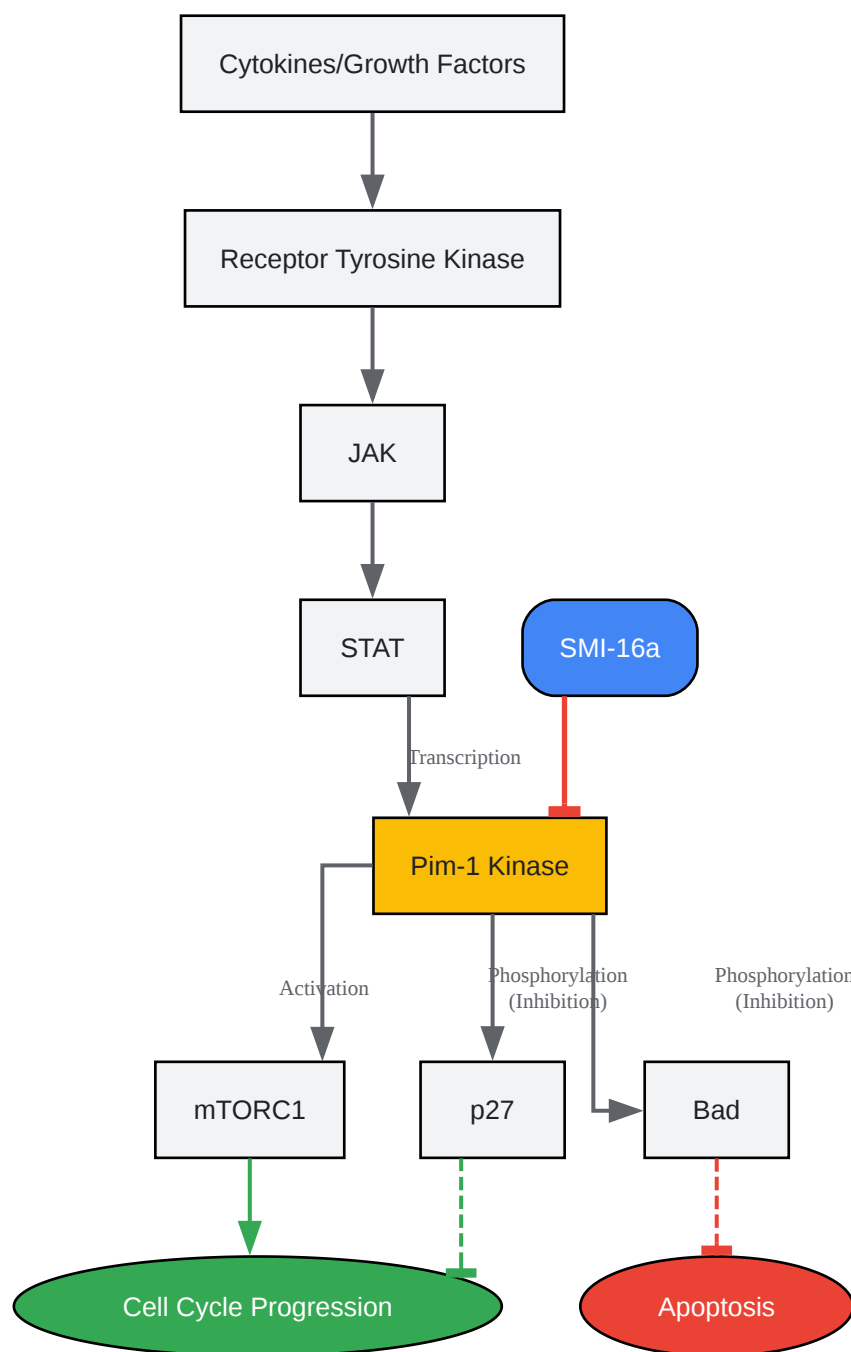 Cytokines/Growth Factors
Receptor Tyrosine Kinase
JAK
STAT
SMI-16a
Transcription
Pim-1 Kinase
Activation
Phosphorylation
(Inhibition)
Phosphorylation
(Inhibition)
mTORC1
p27
Bad
Cell Cycle Progression
Apoptosis